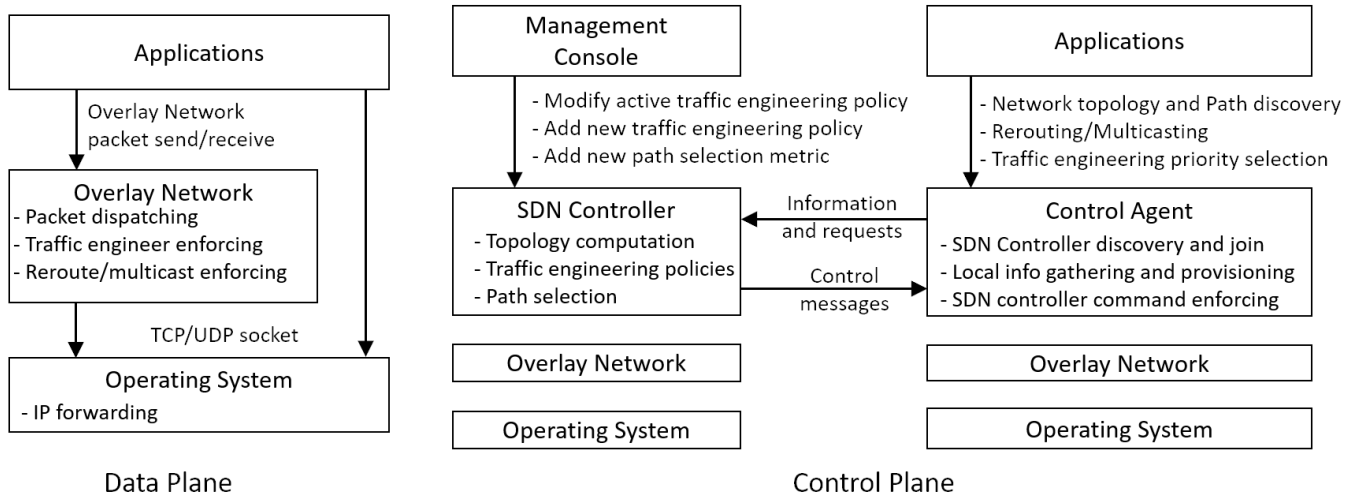 Applications
Overlay Network
packet send/receive
Overlay Network
- Packet dispatching
- Traffic engineer enforcing
- Reroute/multicast enforcing
TCP/UDP socket
Operating System
- IP forwarding
Data Plane
Management
Console
- Modify active traffic engineering policy
- Add new traffic engineering policy
- Add new path selection metric
SDN Controller
- Topology computation
- Traffic engineering policies
- Path selection
Overlay Network
Operating System
Information
and requests
Control
messages
Applications
- Network topology and Path discovery
- Rerouting/Multicasting
- Traffic engineering priority selection
Control Agent
- SDN Controller discovery and join
- Local info gathering and provisioning
- SDN controller command enforcing
Overlay Network
Operating System
Control Plane